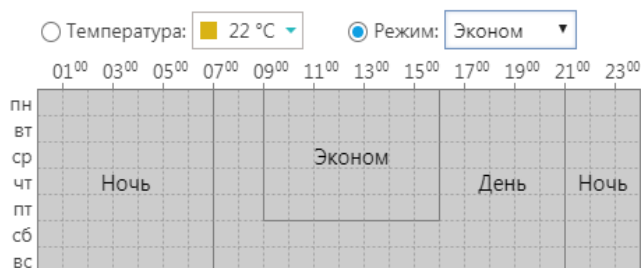 Температура: 22 °C Режим: Эконом
01⁰⁰ 03⁰⁰ 05⁰⁰ 07⁰⁰ 09⁰⁰ 11⁰⁰ 13⁰⁰ 15⁰⁰ 17⁰⁰ 19⁰⁰ 21⁰⁰ 23⁰⁰
пн
вт
ср Эконом
чт Ночь День Ночь
пт
сб
вс